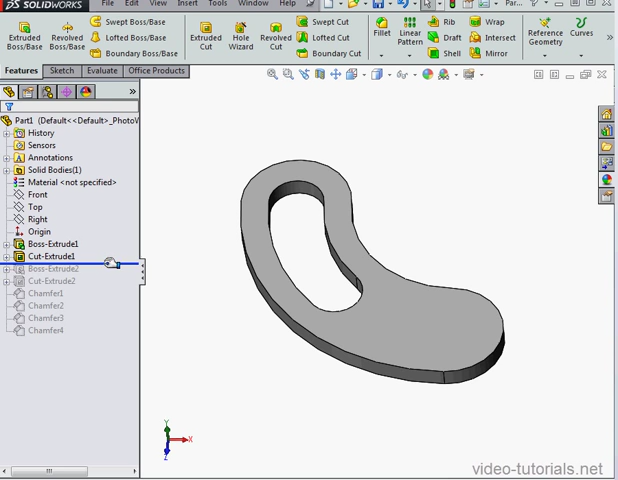 SOLIDWORKS File Edit View Insert Tools Window Help Par... ?
Extruded Boss/Base Revolved Boss/Base Swept Boss/Base Extruded Cut Hole Wizard Revolved Cut Swept Cut Fillet Linear Pattern Rib Wrap Reference Geometry Curves
Lofted Boss/Base Lofted Cut Draft Intersect
Boundary Boss/Base Boundary Cut Shell Mirror
Features Sketch Evaluate Office Products
»
Part1 (Default<<Default>_PhotoV
History
Sensors
Annotations
Solid Bodies(1)
Material <not specified>
Front
Top
Right
Origin
Boss-Extrude1
Cut-Extrude1
Boss-Extrude2
Cut-Extrude2
Chamfer1
Chamfer2
Chamfer3
Chamfer4
Y
X
Z
video-tutorials.net